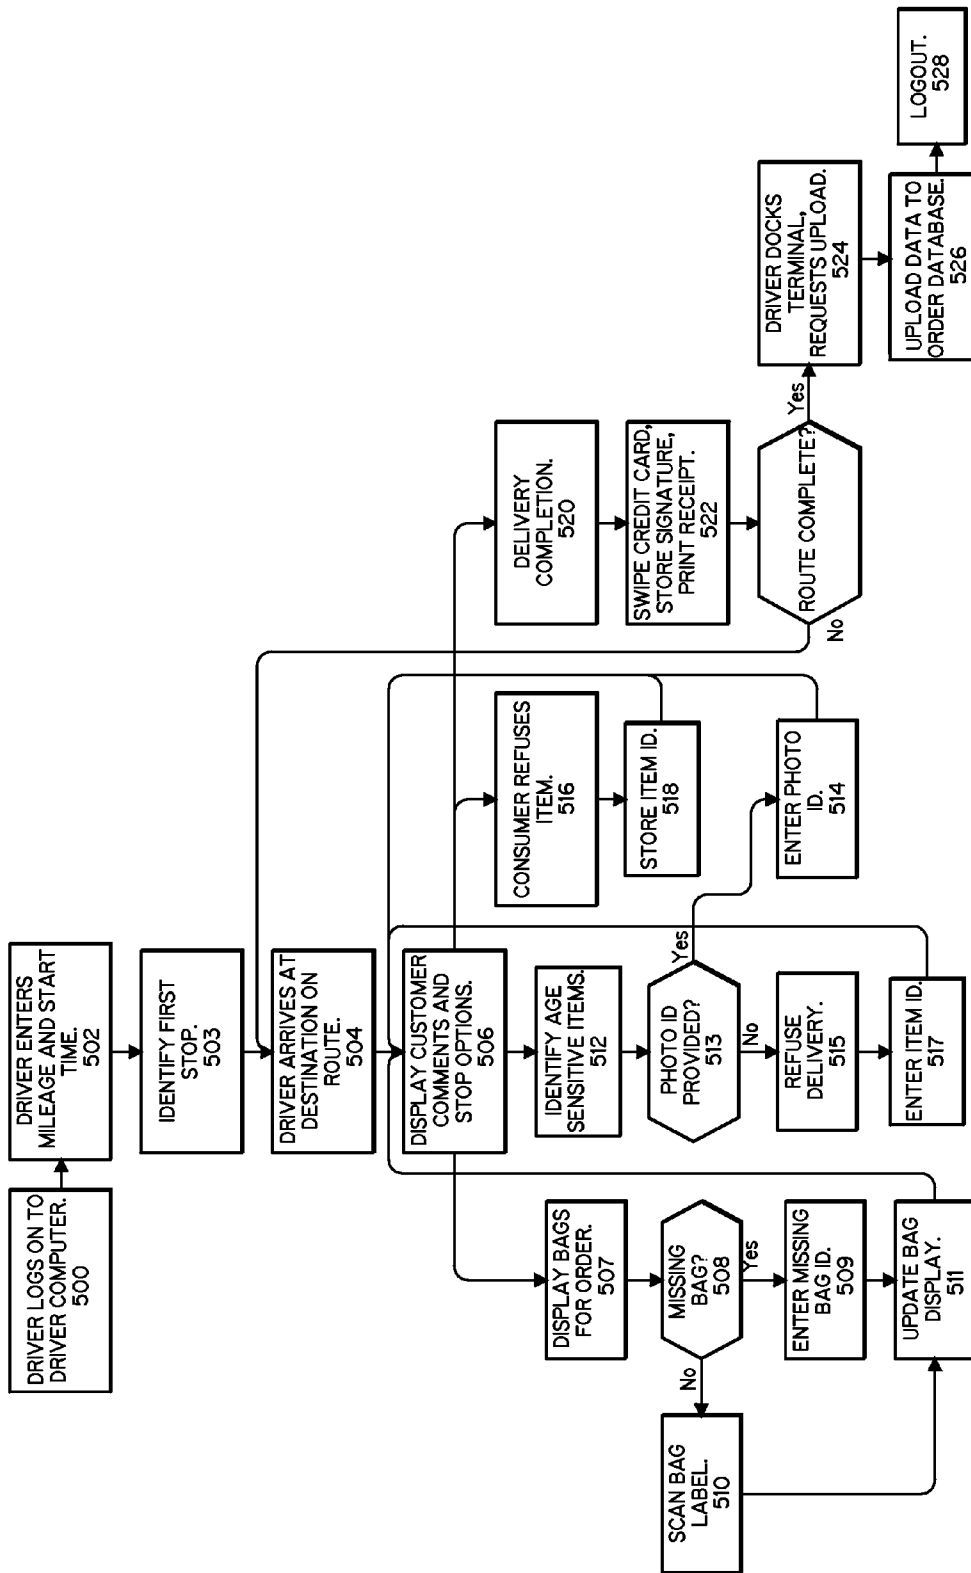 DRIVER LOGS ON TO
DRIVER COMPUTER.
500
DRIVER ENTERS
MILEAGE AND START
TIME.
502
IDENTIFY FIRST
STOP.
503
DRIVER ARRIVES AT
DESTINATION ON
ROUTE.
504
DISPLAY CUSTOMER
COMMENTS AND
STOP OPTIONS.
506
DISPLAY BAGS
FOR ORDER.
507
MISSING
BAG?
508
No
Yes
SCAN BAG
LABEL.
510
ENTER MISSING
BAG ID.
509
UPDATE BAG
DISPLAY.
511
IDENTIFY AGE
SENSITIVE ITEMS.
512
PHOTO ID
PROVIDED?
513
Yes
No
REFUSE
DELIVERY.
515
ENTER ITEM ID.
517
ENTER PHOTO
ID.
514
CONSUMER REFUSES
ITEM.
516
STORE ITEM ID.
518
DELIVERY
COMPLETION.
520
SWIPE CREDIT CARD,
STORE SIGNATURE,
PRINT RECEIPT.
522
ROUTE COMPLETE?
No
Yes
DRIVER DOCKS
TERMINAL,
REQUESTS UPLOAD.
524
UPLOAD DATA TO
ORDER DATABASE.
526
LOGOUT.
528